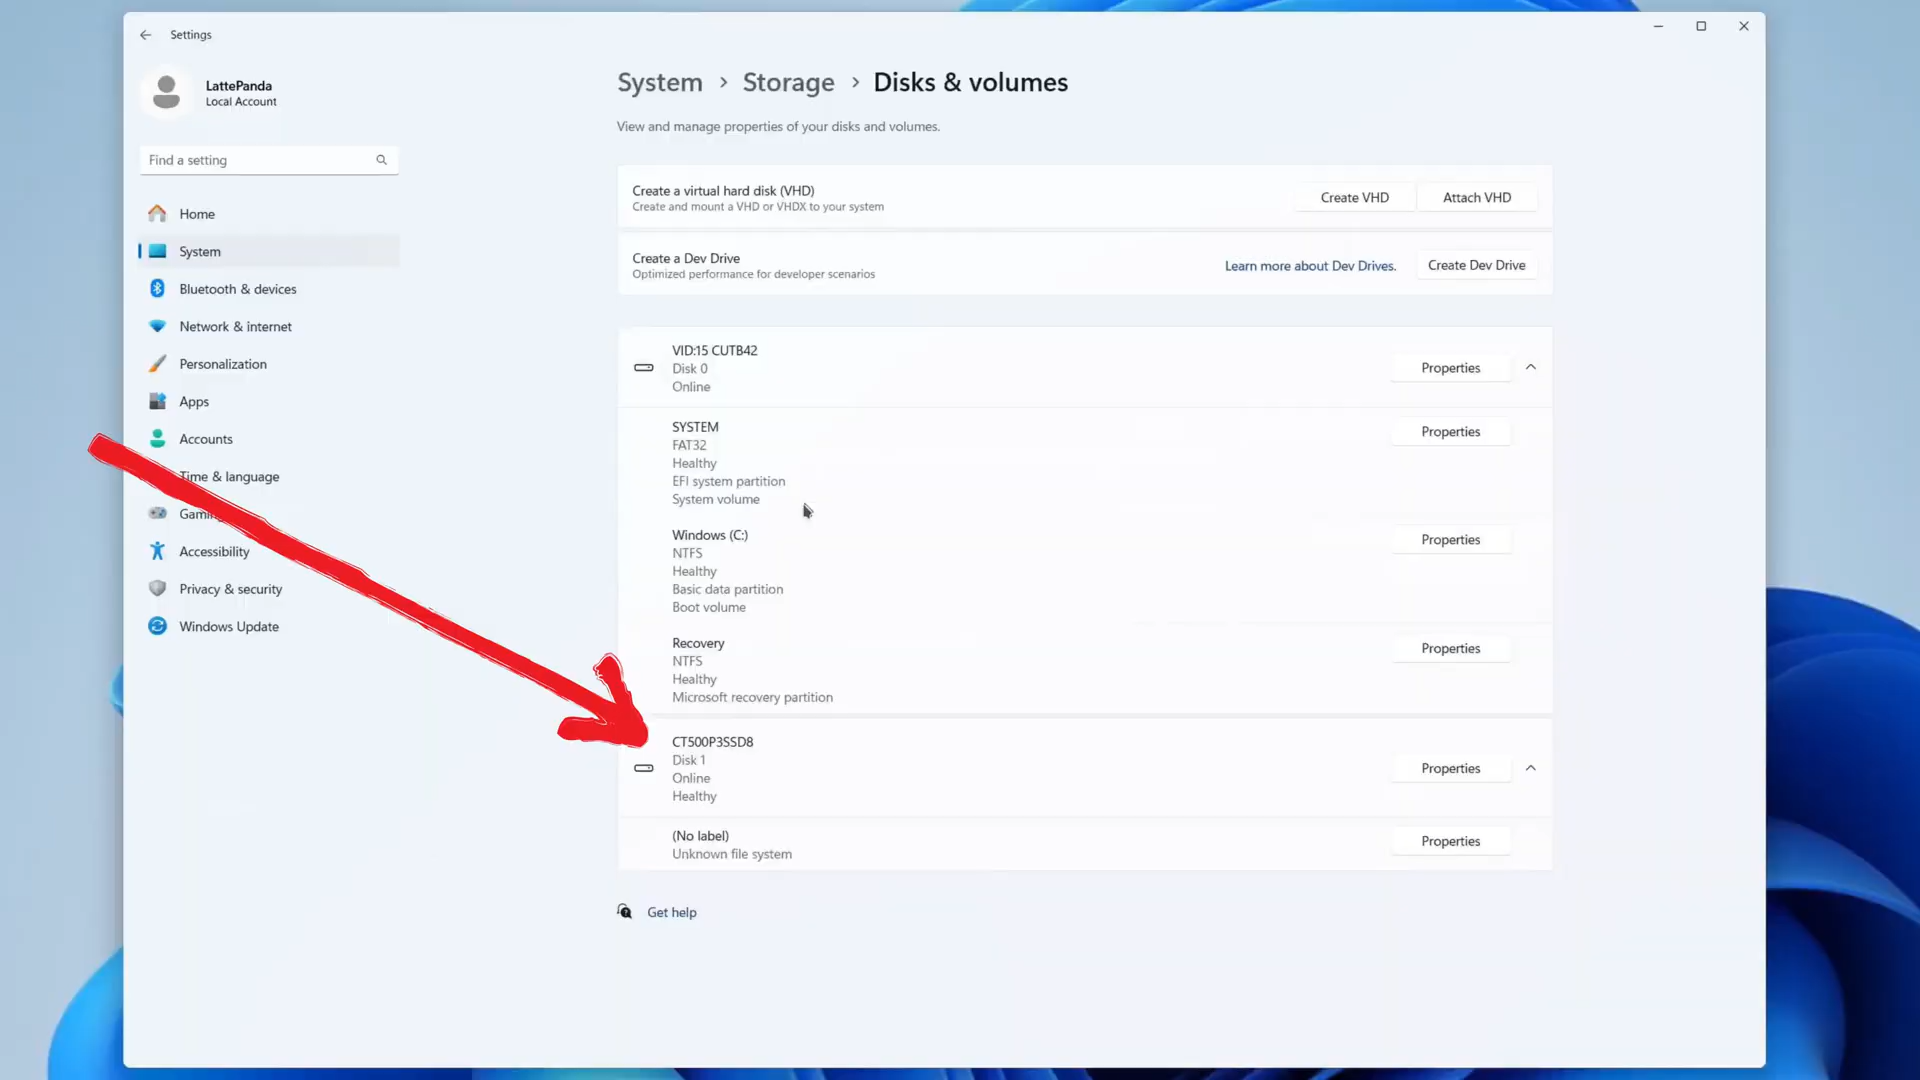 Settings
LattePanda
Local Account
Find a setting
Home
System
Bluetooth & devices
Network & internet
Personalization
Apps
Accounts
Time & language
Gaming
Accessibility
Privacy & security
Windows Update
System > Storage > Disks & volumes
View and manage properties of your disks and volumes.
Create a virtual hard disk (VHD)
Create and mount a VHD or VHDX to your system
Create VHD
Attach VHD
Create a Dev Drive
Optimized performance for developer scenarios
Learn more about Dev Drives.
Create Dev Drive
VID:15 CUTB42
Disk 0
Online
Properties
SYSTEM
FAT32
Healthy
EFI system partition
System volume
Properties
Windows (C:)
NTFS
Healthy
Basic data partition
Boot volume
Properties
Recovery
NTFS
Healthy
Microsoft recovery partition
Properties
CT500P3SSD8
Disk 1
Online
Healthy
Properties
(No label)
Unknown file system
Properties
Get help